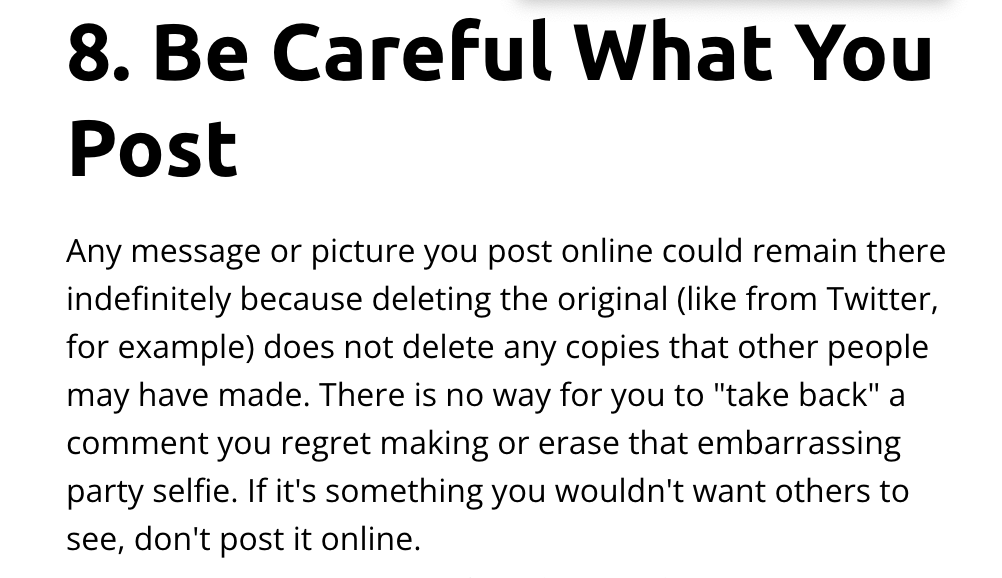 8. Be Careful What You
Post
Any message or picture you post online could remain there
indefinitely because deleting the original (like from Twitter,
for example) does not delete any copies that other people
may have made. There is no way for you to "take back" a
comment you regret making or erase that embarrassing
party selfie. If it's something you wouldn't want others to
see, don't post it online.